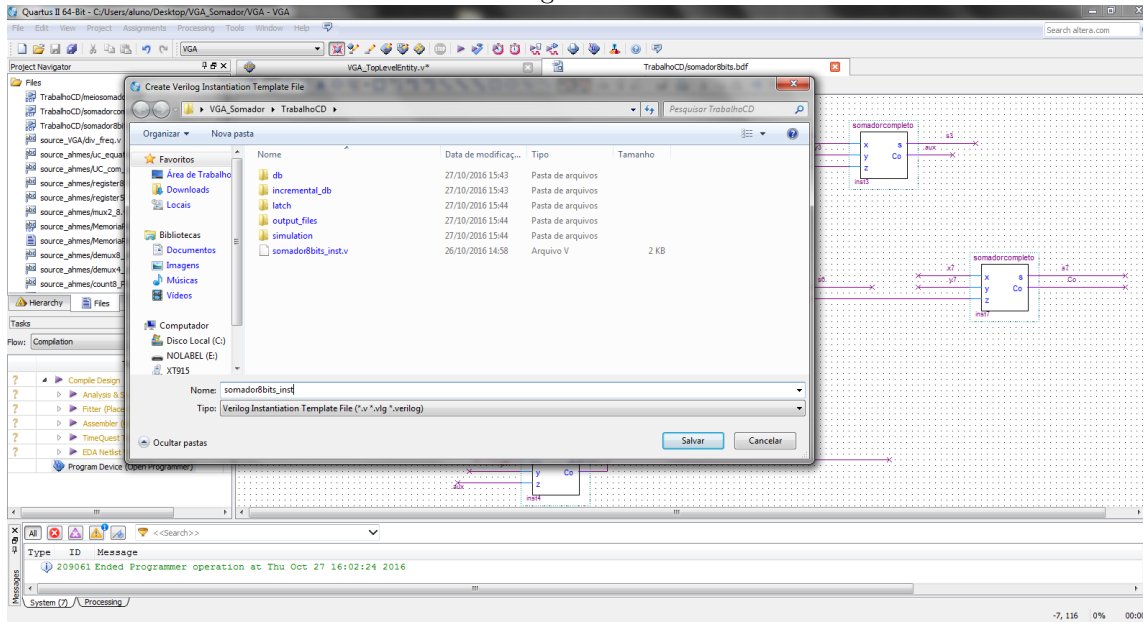 Quartus II 64-Bit - C:/Users/aluno/Desktop/VGA_Somador/VGA - VGA
File Edit View Project Assignments Processing Tools Window Help
Search altera.com
VGA
Project Navigator
VGA_TopLevelEntity.v*
TrabalhoCD/somador8bits.bdf
Files
TrabalhoCD/meiosomado
TrabalhoCD/somadorcon
TrabalhoCD/somador8bi
source_VGA/div_freq.v
source_ahmes/uc_equat
source_ahmes/UC_com_
source_ahmes/register8
source_ahmes/registerS
source_ahmes/mux2_8.
source_ahmes/MemoriaP
source_ahmes/MemoriaP
source_ahmes/demux8_
source_ahmes/demux4_
source_ahmes/count8_P
Hierarchy Files
Tasks
Flow: Compilation
Compile Design
Analysis & S
Fitter (Place
Assembler (
TimeQuest T
EDA Netlist
Program Device (Open Programmer)
Create Verilog Instantiation Template File
VGA_Somador TrabalhoCD
Pesquisar TrabalhoCD
Organizar Nova pasta
Favoritos
Área de Trabalho
Downloads
Locais
Bibliotecas
Documentos
Imagens
Músicas
Vídeos
Computador
Disco Local (C:)
NOLABEL (E:)
XT915
Nome Data de modificaç... Tipo Tamanho
db 27/10/2016 15:43 Pasta de arquivos
incremental_db 27/10/2016 15:43 Pasta de arquivos
latch 27/10/2016 15:44 Pasta de arquivos
output_files 27/10/2016 15:44 Pasta de arquivos
simulation 27/10/2016 15:44 Pasta de arquivos
somador8bits_inst.v 26/10/2016 14:58 Arquivo V 2 KB
Nome: somador8bits_inst
Tipo: Verilog Instantiation Template File (*.v *.vlg *.verilog)
Ocultar pastas
Salvar Cancelar
somadorcompleto
s3
x s aux
y Co
z
inst3
somadorcompleto
x7 s7
x s
y7 Co
y Co
z
inst7
s6
y Co
aux z
inst4
All <<Search>>
Type ID Message
209061 Ended Programmer operation at Thu Oct 27 16:02:24 2016
Messages
System (7) Processing
-7, 116 0% 00:0